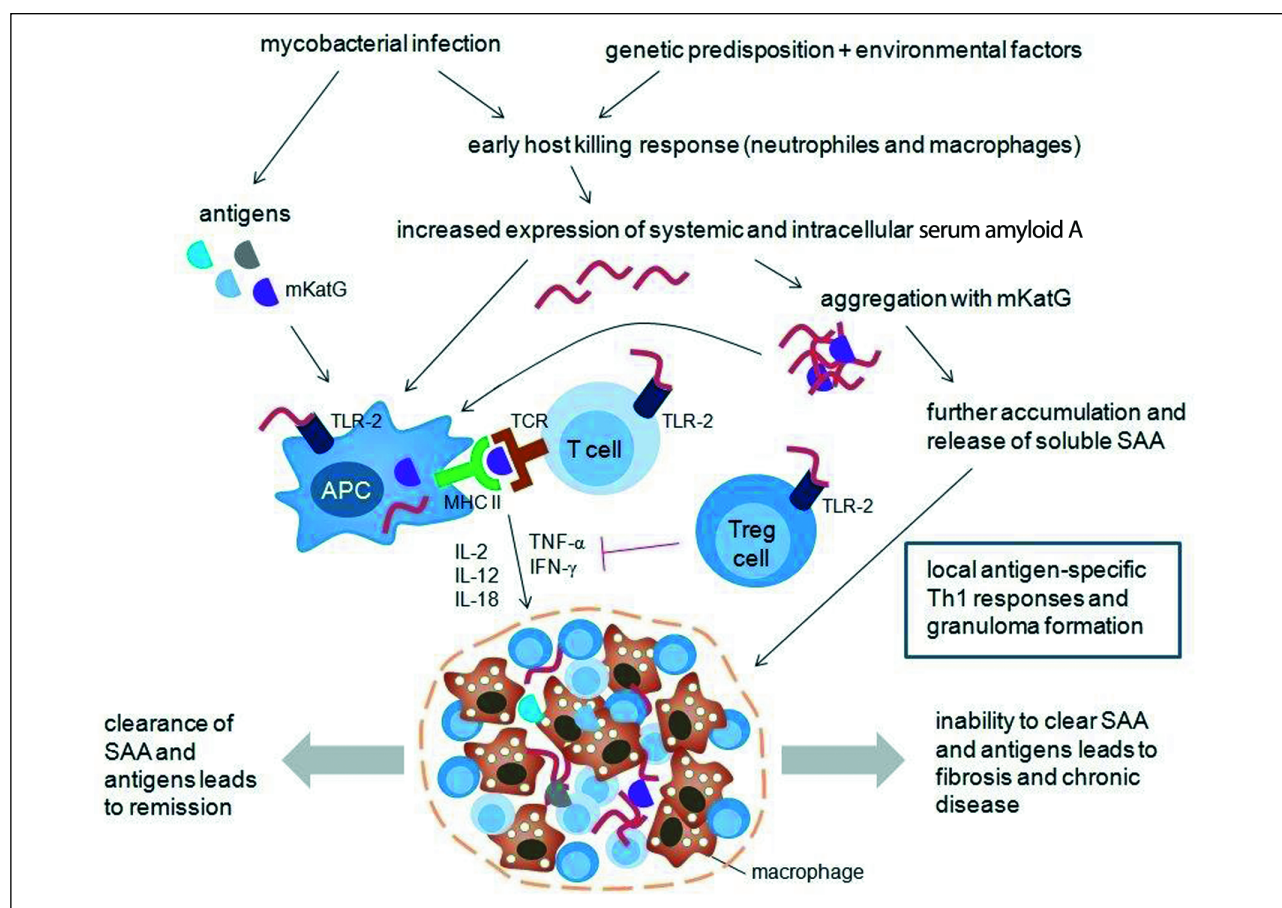 mycobacterial infection
genetic predisposition + environmental factors
early host killing response (neutrophiles and macrophages)
antigens
increased expression of systemic and intracellular serum amyloid A
mKatG
aggregation with mKatG
TLR-2
TCR
T cell
TLR-2
further accumulation and
release of soluble SAA
APC
MHC II
TLR-2
Treg
cell
IL-2
IL-12
IL-18
TNF-α
IFN-γ
local antigen-specific
Th1 responses and
granuloma formation
clearance of
SAA and
antigens leads
to remission
inability to clear SAA
and antigens leads to
fibrosis and chronic
disease
macrophage